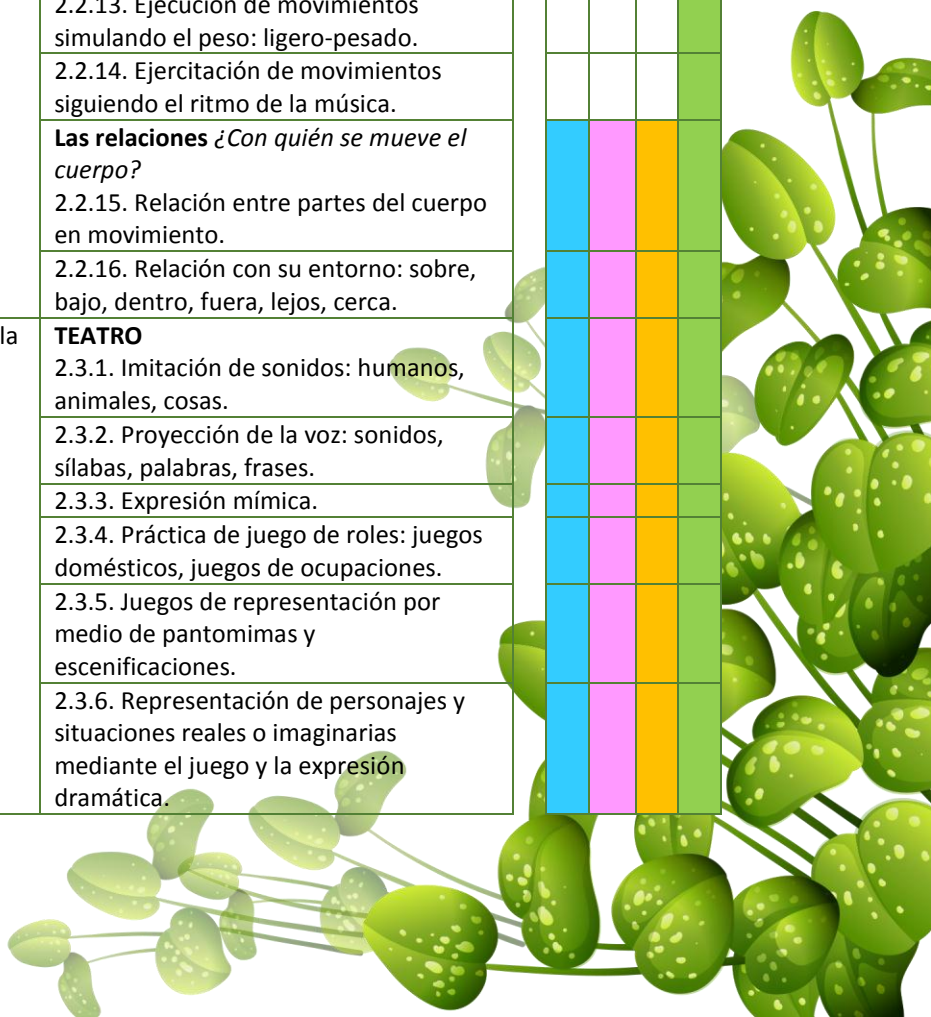 2.2.13. Ejecución de movimientos
simulando el peso: ligero-pesado.
2.2.14. Ejercitación de movimientos
siguiendo el ritmo de la música.
Las relaciones ¿Con quién se mueve el
cuerpo?
2.2.15. Relación entre partes del cuerpo
en movimiento.
2.2.16. Relación con su entorno: sobre,
bajo, dentro, fuera, lejos, cerca.
la
TEATRO
2.3.1. Imitación de sonidos: humanos,
animales, cosas.
2.3.2. Proyección de la voz: sonidos,
sílabas, palabras, frases.
2.3.3. Expresión mímica.
2.3.4. Práctica de juego de roles: juegos
domésticos, juegos de ocupaciones.
2.3.5. Juegos de representación por
medio de pantomimas y
escenificaciones.
2.3.6. Representación de personajes y
situaciones reales o imaginarias
mediante el juego y la expresión
dramática.